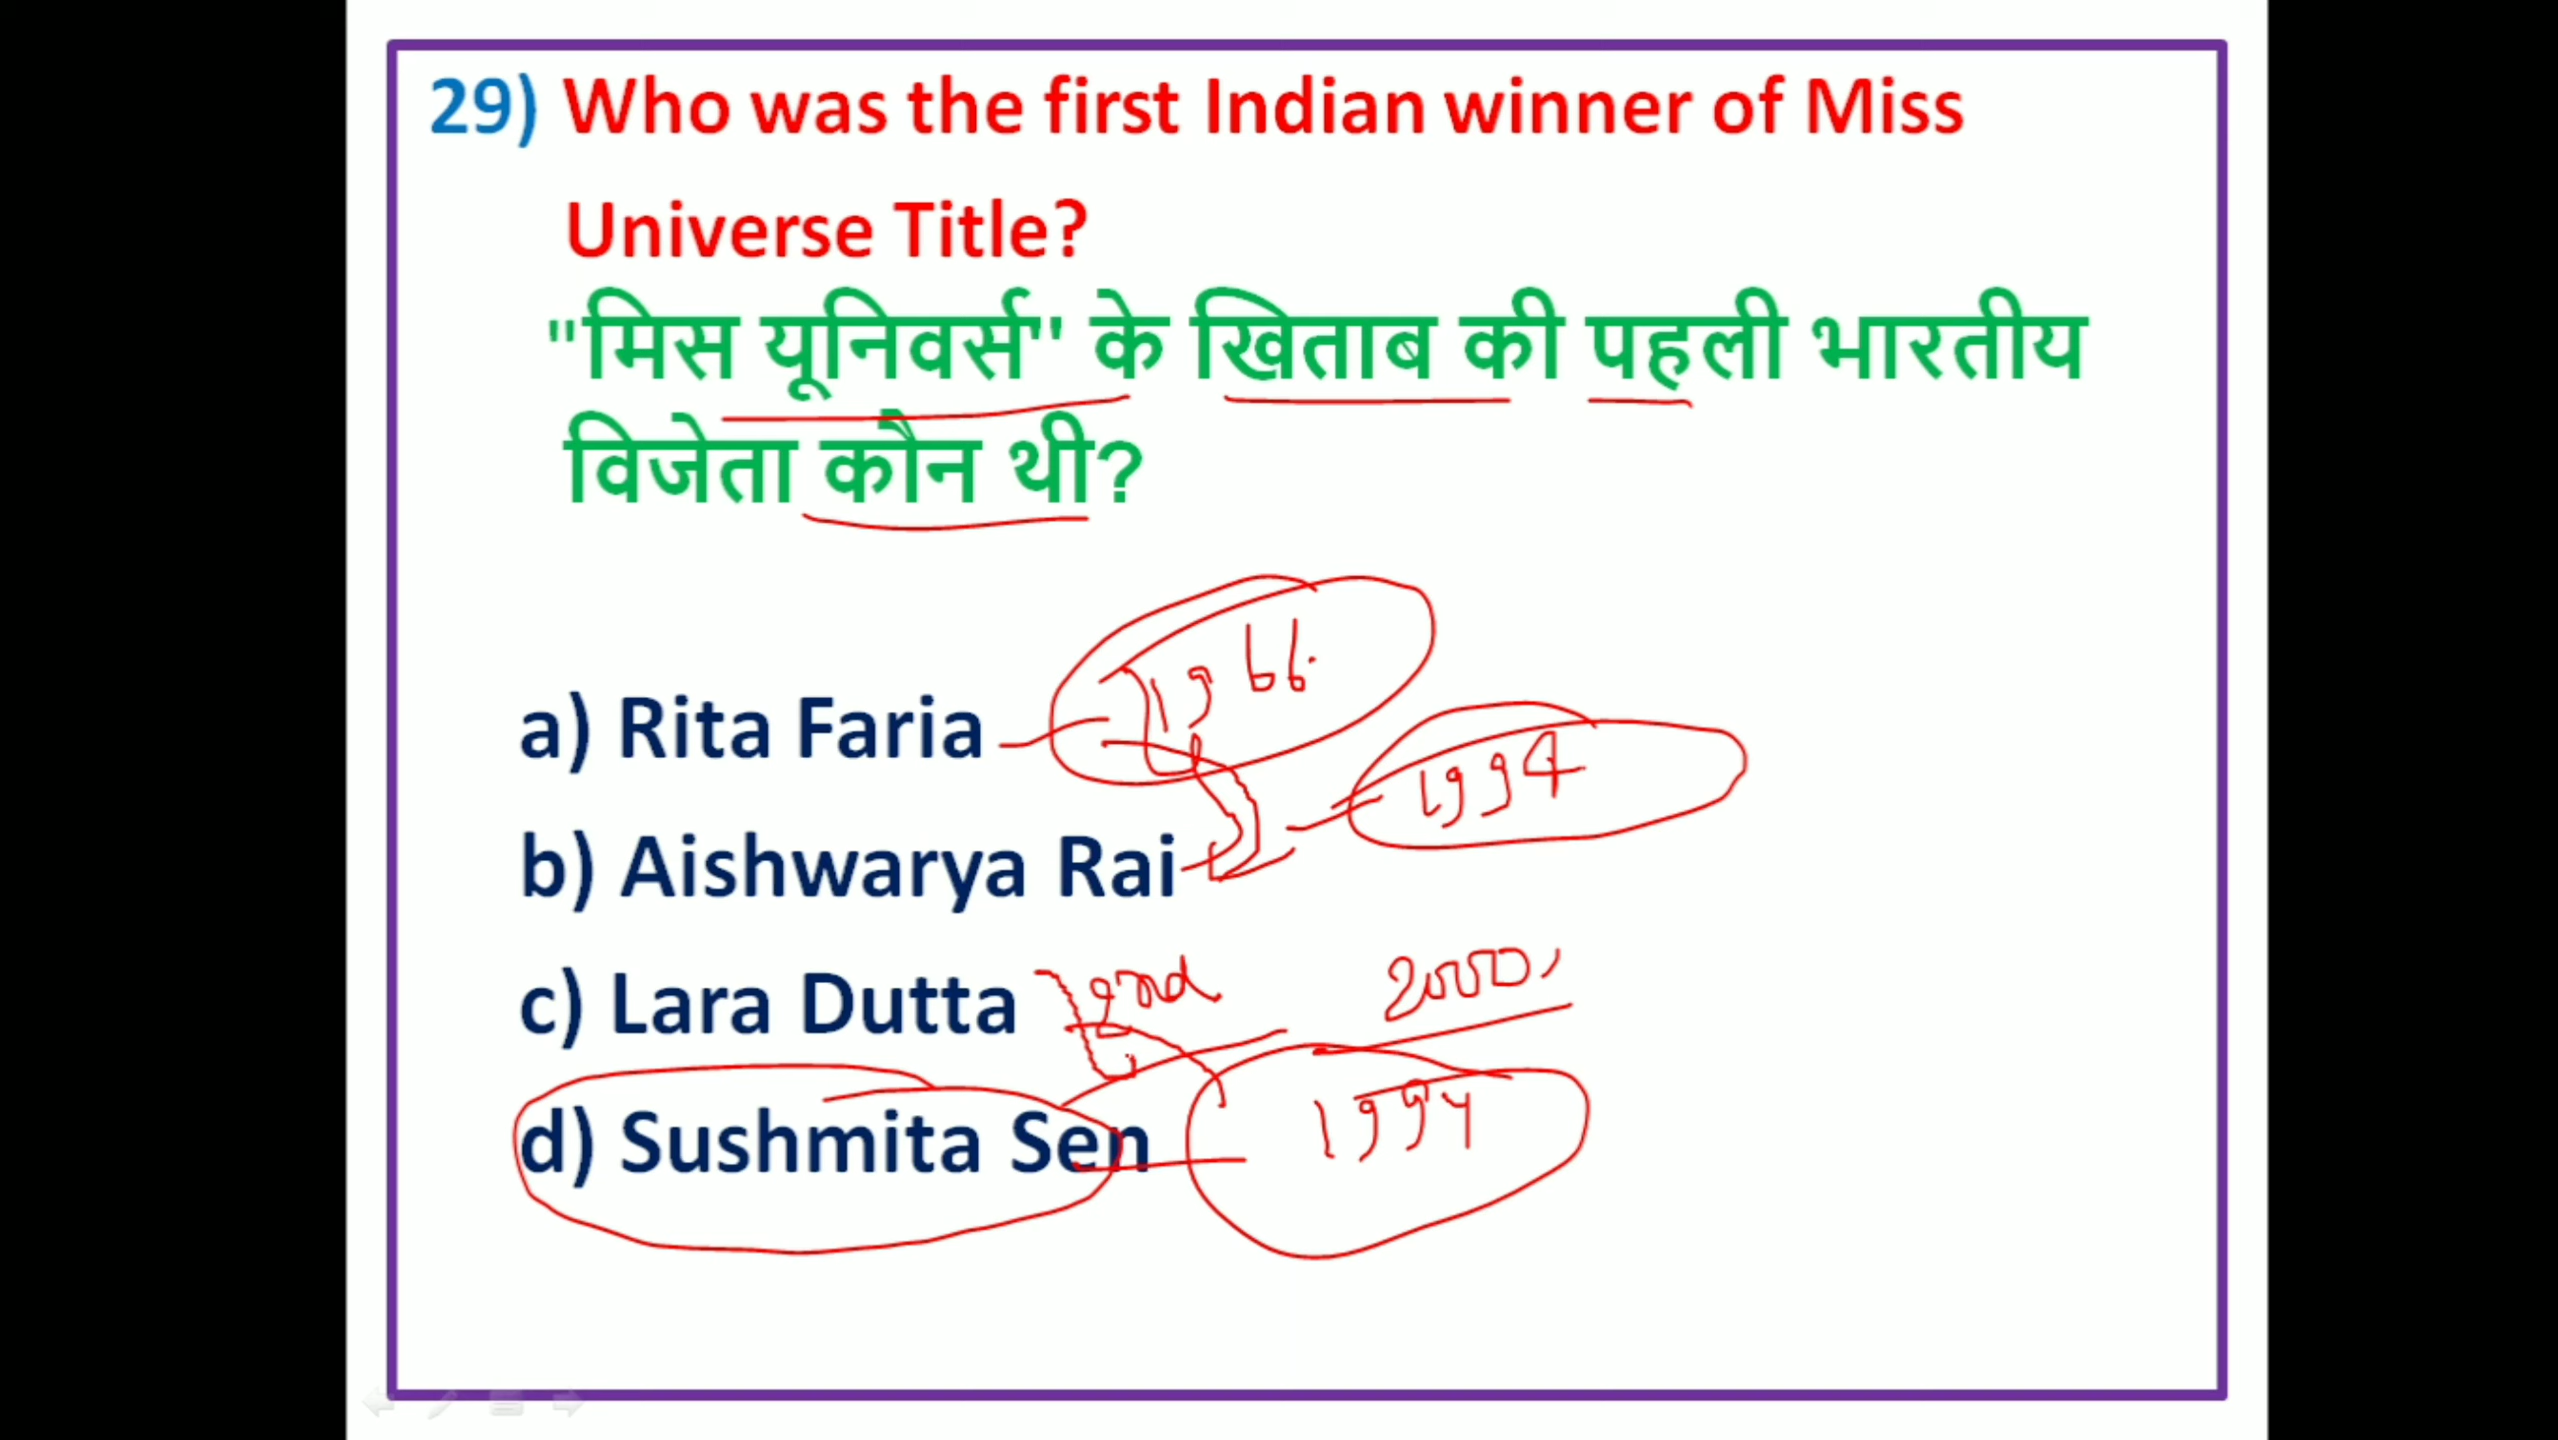 29) Who was the first Indian winner of Miss
Universe Title?
"मिस यूनिवर्स" के खिताब की पहली भारतीय
विजेता कौन थी?
a) Rita Faria 1966
b) Aishwarya Rai 1994
c) Lara Dutta 2nd 2000
d) Sushmita Sen 1994